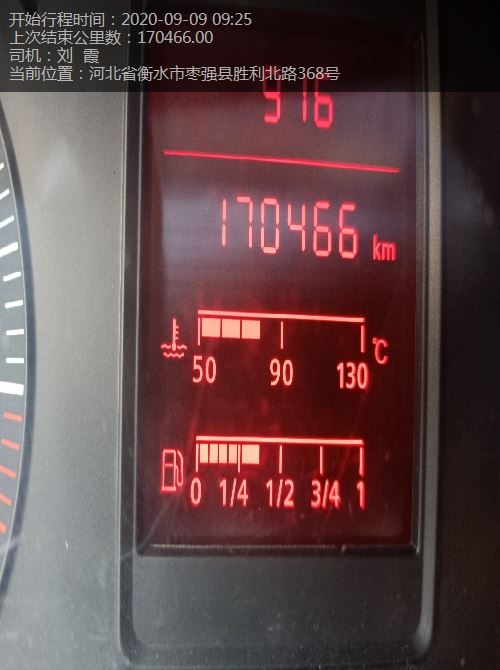 开始行程时间：2020-09-09 09:25
上次结束公里数：170466.00
司机：刘 霞
当前位置：河北省衡水市枣强县胜利北路368号
916
170466 km
50 90 130 ℃
0 1/4 1/2 3/4 1